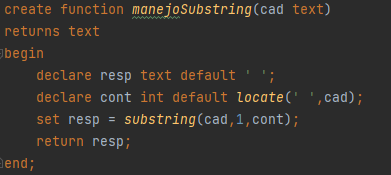 create function manejoSubstring(cad text)
returns text
begin
    declare resp text default ' ';
    declare cont int default locate(' ',cad);
    set resp = substring(cad,1,cont);
    return resp;
end;